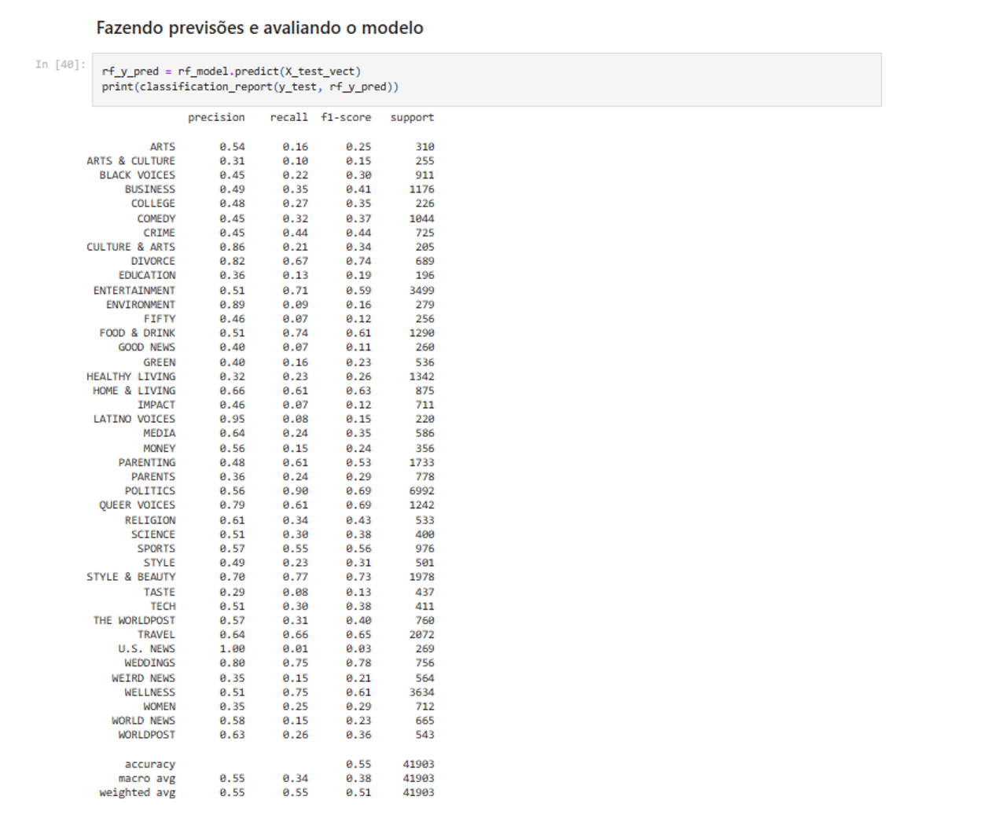 Fazendo previsões e avaliando o modelo
In [40]:
rf_y_pred = rf_model.predict(X_test_vect)
print(classification_report(y_test, rf_y_pred))
precision recall f1-score support
ARTS 0.54 0.16 0.25 310
ARTS & CULTURE 0.31 0.10 0.15 255
BLACK VOICES 0.45 0.22 0.30 911
BUSINESS 0.49 0.35 0.41 1176
COLLEGE 0.48 0.27 0.35 226
COMEDY 0.45 0.32 0.37 1044
CRIME 0.45 0.44 0.44 725
CULTURE & ARTS 0.86 0.21 0.34 205
DIVORCE 0.82 0.67 0.74 689
EDUCATION 0.36 0.13 0.19 196
ENTERTAINMENT 0.51 0.71 0.59 3499
ENVIRONMENT 0.89 0.09 0.16 279
FIFTY 0.46 0.07 0.12 256
FOOD & DRINK 0.51 0.74 0.61 1290
GOOD NEWS 0.40 0.07 0.11 260
GREEN 0.40 0.16 0.23 536
HEALTHY LIVING 0.32 0.23 0.26 1342
HOME & LIVING 0.66 0.61 0.63 875
IMPACT 0.46 0.07 0.12 711
LATINO VOICES 0.95 0.08 0.15 220
MEDIA 0.64 0.24 0.35 586
MONEY 0.56 0.15 0.24 356
PARENTING 0.48 0.61 0.53 1733
PARENTS 0.36 0.24 0.29 778
POLITICS 0.56 0.90 0.69 6992
QUEER VOICES 0.79 0.61 0.69 1242
RELIGION 0.61 0.34 0.43 533
SCIENCE 0.51 0.30 0.38 400
SPORTS 0.57 0.55 0.56 976
STYLE 0.49 0.23 0.31 501
STYLE & BEAUTY 0.70 0.77 0.73 1978
TASTE 0.29 0.08 0.13 437
TECH 0.51 0.30 0.38 411
THE WORLDPOST 0.57 0.31 0.40 760
TRAVEL 0.64 0.66 0.65 2072
U.S. NEWS 1.00 0.01 0.03 269
WEDDINGS 0.80 0.75 0.78 756
WEIRD NEWS 0.35 0.15 0.21 564
WELLNESS 0.51 0.75 0.61 3634
WOMEN 0.35 0.25 0.29 712
WORLD NEWS 0.58 0.15 0.23 665
WORLDPOST 0.63 0.26 0.36 543
accuracy 0.55 41903
macro avg 0.55 0.34 0.38 41903
weighted avg 0.55 0.55 0.51 41903